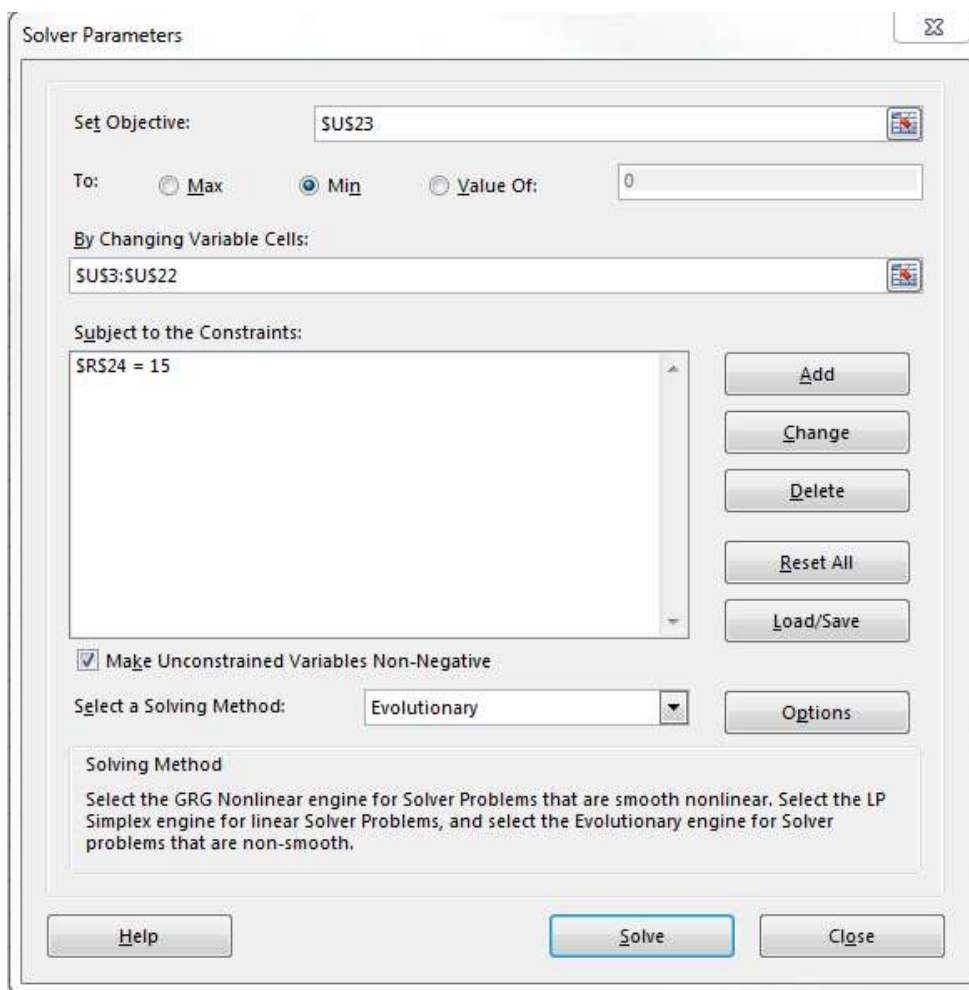 Solver Parameters
Set Objective: $U$23
To: Max Min Value Of: 0
By Changing Variable Cells:
$U$3:$U$22
Subject to the Constraints:
$R$24 = 15
Add
Change
Delete
Reset All
Load/Save
Make Unconstrained Variables Non-Negative
Select a Solving Method: Evolutionary Options
Solving Method
Select the GRG Nonlinear engine for Solver Problems that are smooth nonlinear. Select the LP
Simplex engine for linear Solver Problems, and select the Evolutionary engine for Solver
problems that are non-smooth.
Help Solve Close